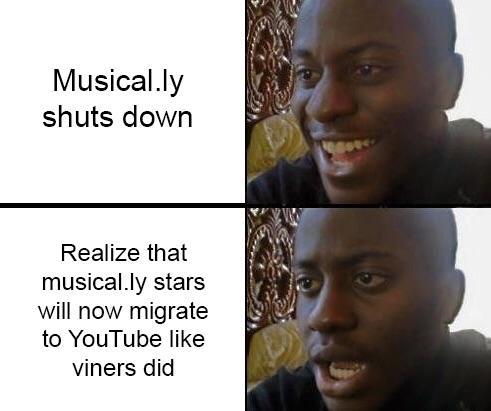 Musical.ly
shuts down
Realize that
musical.ly stars
will now migrate
to YouTube like
viners did